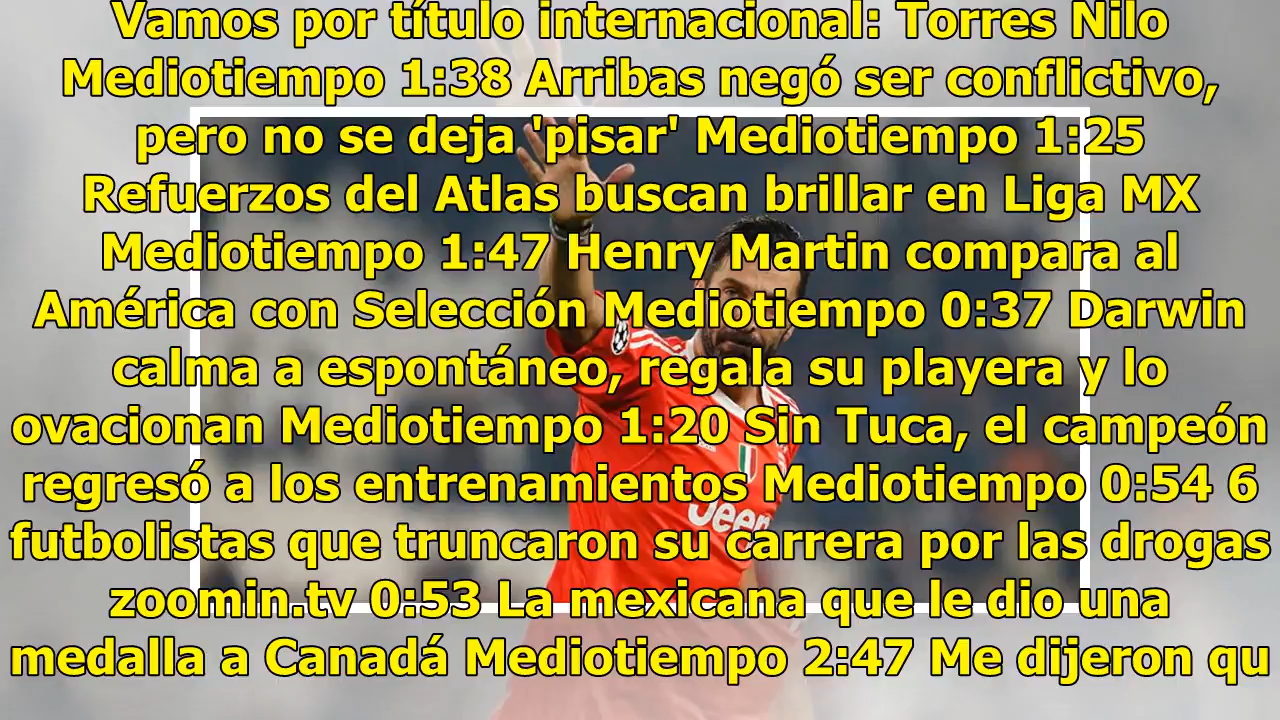 Vamos por título internacional: Torres Nilo
Mediotiempo 1:38 Arribas negó ser conflictivo,
pero no se deja 'pisar' Mediotiempo 1:25
Refuerzos del Atlas buscan brillar en Liga MX
Mediotiempo 1:47 Henry Martin compara al
América con Selección Mediotiempo 0:37 Darwin
calma a espontáneo, regala su playera y lo
ovacionan Mediotiempo 1:20 Sin Tuca, el campeón
regresó a los entrenamientos Mediotiempo 0:54 6
futbolistas que truncaron su carrera por las drogas
Jeep
zoomin.tv 0:53 La mexicana que le dio una
medalla a Canadá Mediotiempo 2:47 Me dijeron qu